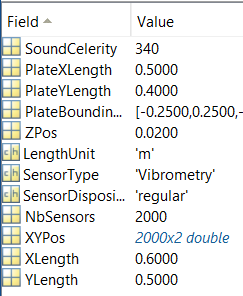 Field Value
SoundCelerity 340
PlateXLength 0.5000
PlateYLength 0.4000
PlateBoundin... [-0.2500,0.2500,-
ZPos 0.0200
LengthUnit 'm'
SensorType 'Vibrometry'
SensorDisposi... 'regular'
NbSensors 2000
XYPos 2000x2 double
XLength 0.6000
YLength 0.5000